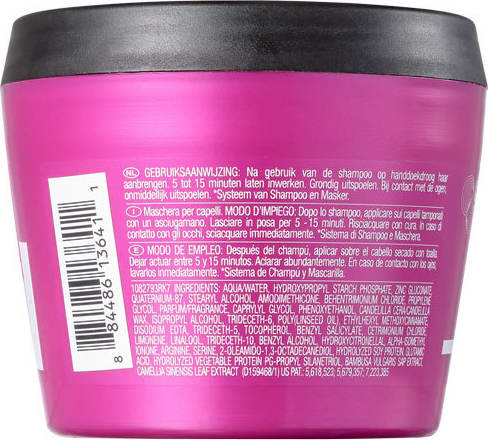 NL GEBRUIKSAANWIJZING: Na gebruik van de shampoo op handdoekdroog haar
aanbrengen. 5 tot 15 minuten laten inwerken. Grondig uitspoelen. Bij contact met de ogen,
onmiddellijk uitspoelen. *Systeem van Shampoo en Masker.
I Maschera per capelli. MODO D'IMPIEGO: Dopo lo shampoo, applicare sui capelli tamponati
con un asciugamano. Lasciare in posa per 5 - 15 minuti. Risciacquare con cura. In caso di
contatto con gli occhi, sciacquare immediatamente. *Sistema di Shampoo e Maschera.
E MODO DE EMPLEO: Después del champú, aplicar sobre el cabello secado con toalla.
Dejar actuar entre 5 y 15 minutos. Aclarar abundantemente. En caso de contacto con los ojos,
aclarar inmediatamente. *Sistema de Champú y Mascarilla.
1082793RK7 INGREDIENTS: AQUA/WATER, HYDROXYPROPYL STARCH PHOSPHATE, ZINC GLUCONATE,
QUATERNIUM-87, STEARYL ALCOHOL, AMODIMETHICONE, BEHENTRIMONIUM CHLORIDE, PROPYLENE
GLYCOL, PARFUM/FRAGRANCE, CAPRYLYL GLYCOL, PHENOXYETHANOL, CANDELILLA CERA/CANDELILLA
WAX, ISOPROPYL ALCOHOL, TRIDECETH-6, POLYLINSEED OIL, ETHYLHEXYL METHOXYCINNAMATE,
DISODIUM EDTA, TRIDECETH-5, TOCOPHEROL, BENZYL SALICYLATE, CETRIMONIUM CHLORIDE,
LIMONENE, LINALOOL, TRIDECETH-10, BENZYL ALCOHOL, HYDROXYCITRONELLAL, ALPHA-ISOMETHYL
IONONE, ARGININE, SERINE, 2-OLEAMIDO-1,3-OCTADECANEDIOL, HYDROLYZED SOY PROTEIN, GLUTAMIC
ACID, HYDROLYZED VEGETABLE PROTEIN PG-PROPYL SILANETRIOL, BAMBUSA VULGARIS SAP EXTRACT,
CAMELLIA SINENSIS LEAF EXTRACT (D159468/1) US Pats.: 5,618,523; 5,679,357; 7,223,385
8 84486 13641 1